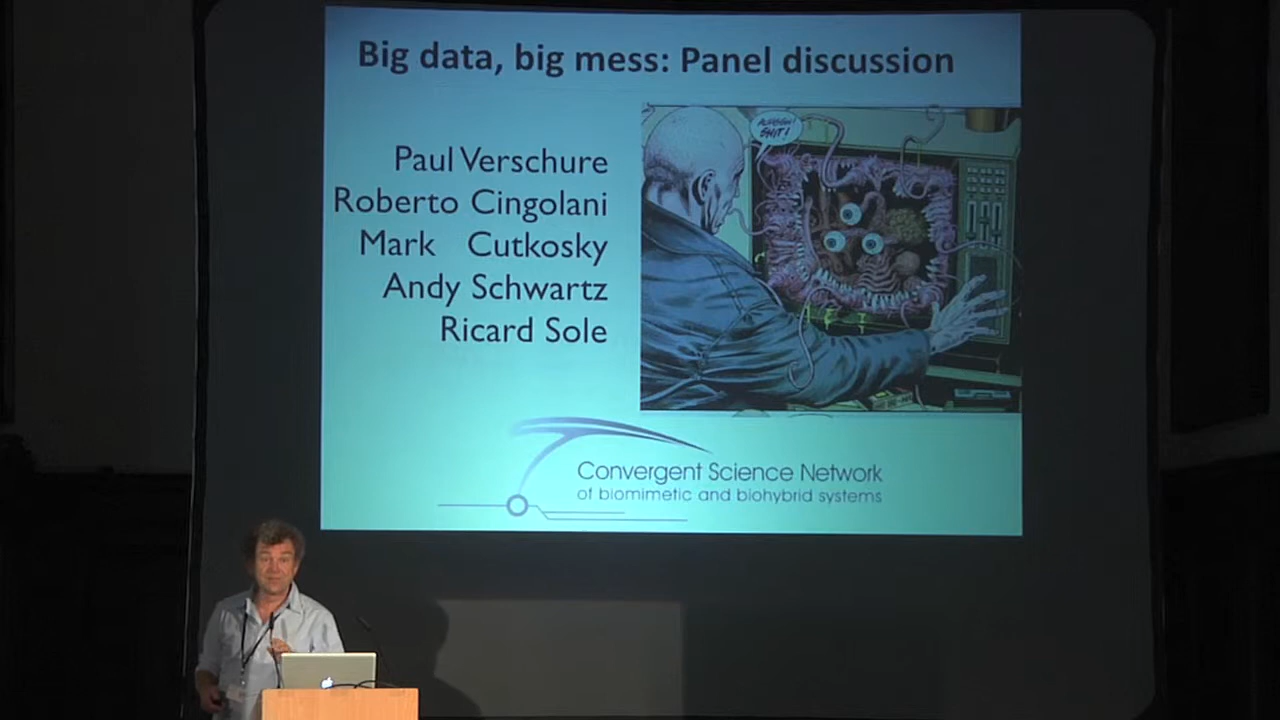 Big data, big mess: Panel discussion
Paul Verschure
Roberto Cingolani
Mark Cutkosky
Andy Schwartz
Ricard Sole
SHIT!
Convergent Science Network
of biomimetic and biohybrid systems